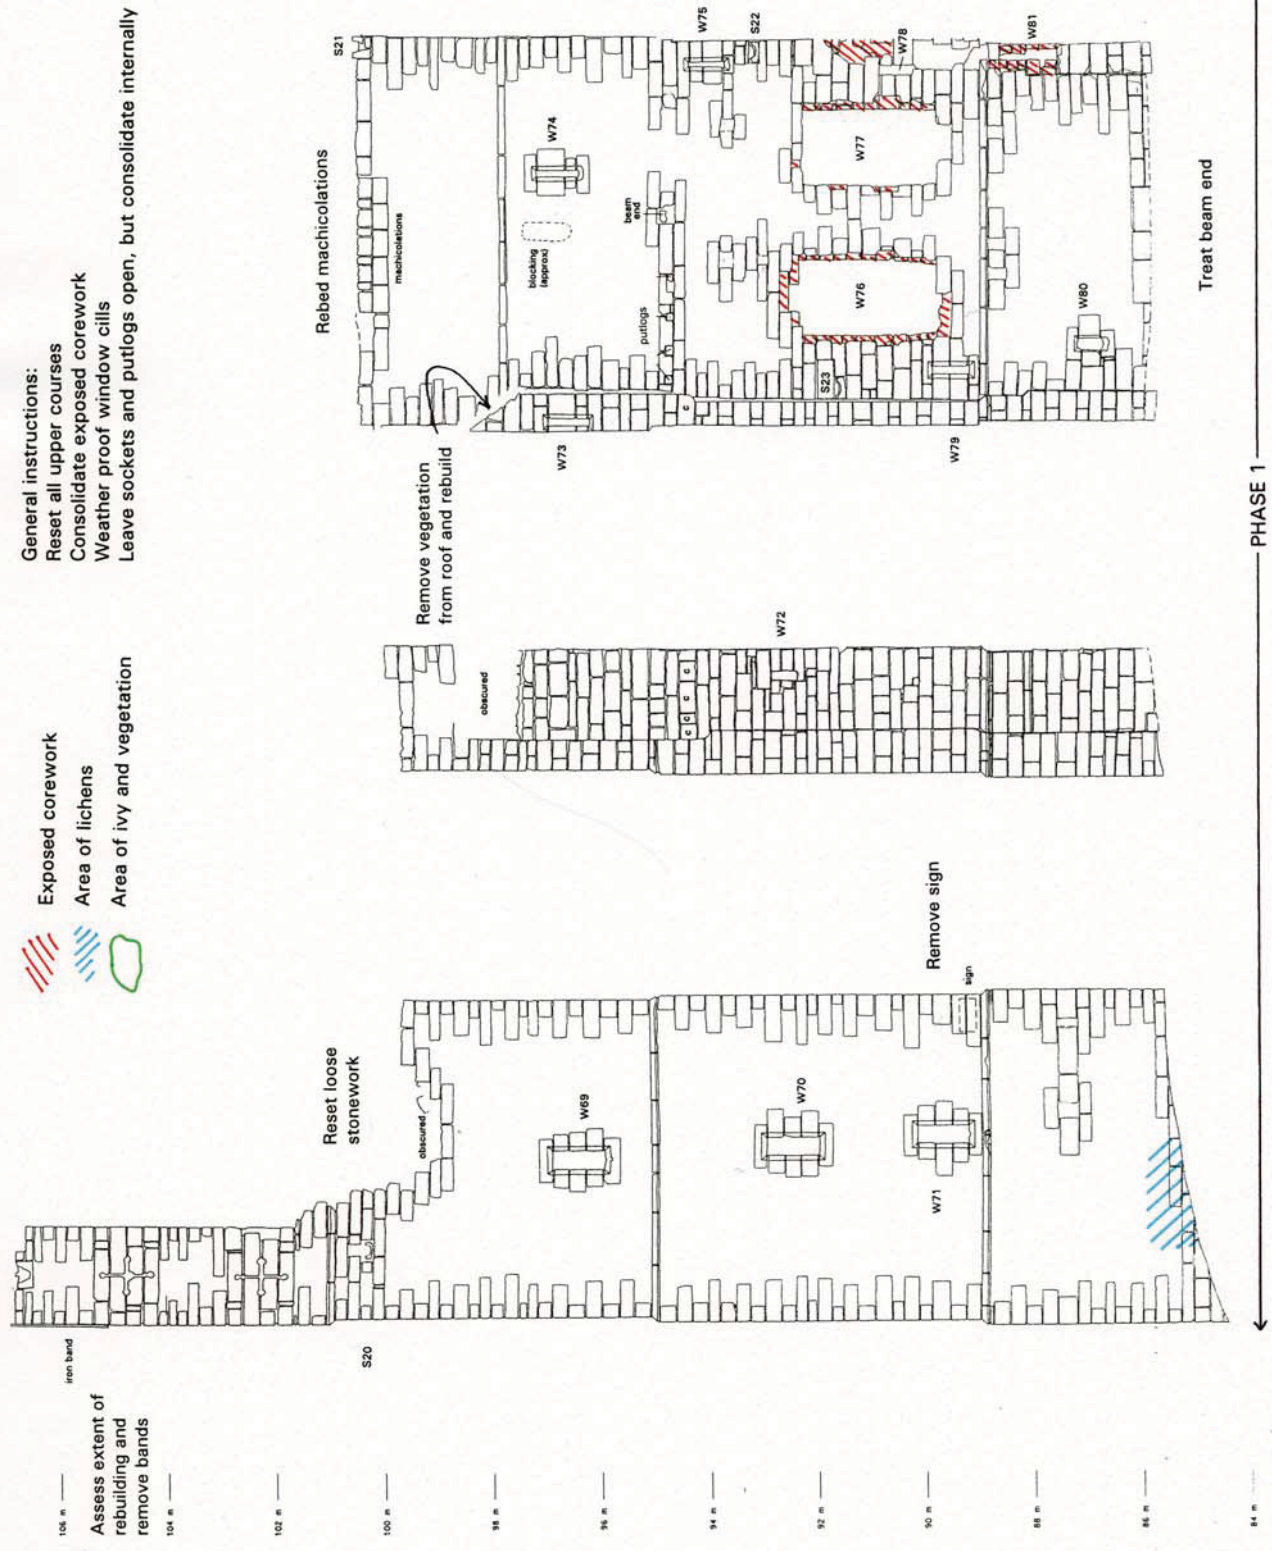 General instructions:
Reset all upper courses
Consolidate exposed corework
Weather proof window cills
Leave sockets and putlogs open, but consolidate internally
Exposed corework
Area of lichens
Area of ivy and vegetation
106 m
104 m
102 m
100 m
98 m
96 m
94 m
92 m
90 m
88 m
86 m
84 m
Assess extent of
rebuilding and
remove bands
iron band
S20
Reset loose
stonework
obscured
W69
W70
W71
Remove sign
sign
obscured
c
c
c
c
W72
Remove vegetation
from roof and rebuild
Rebed machicolations
S21
machicolations
W73
W74
blocking
(approx)
beam
end
putlogs
c
W75
S22
W76
W77
W78
S23
W79
W80
W81
Treat beam end
PHASE 1